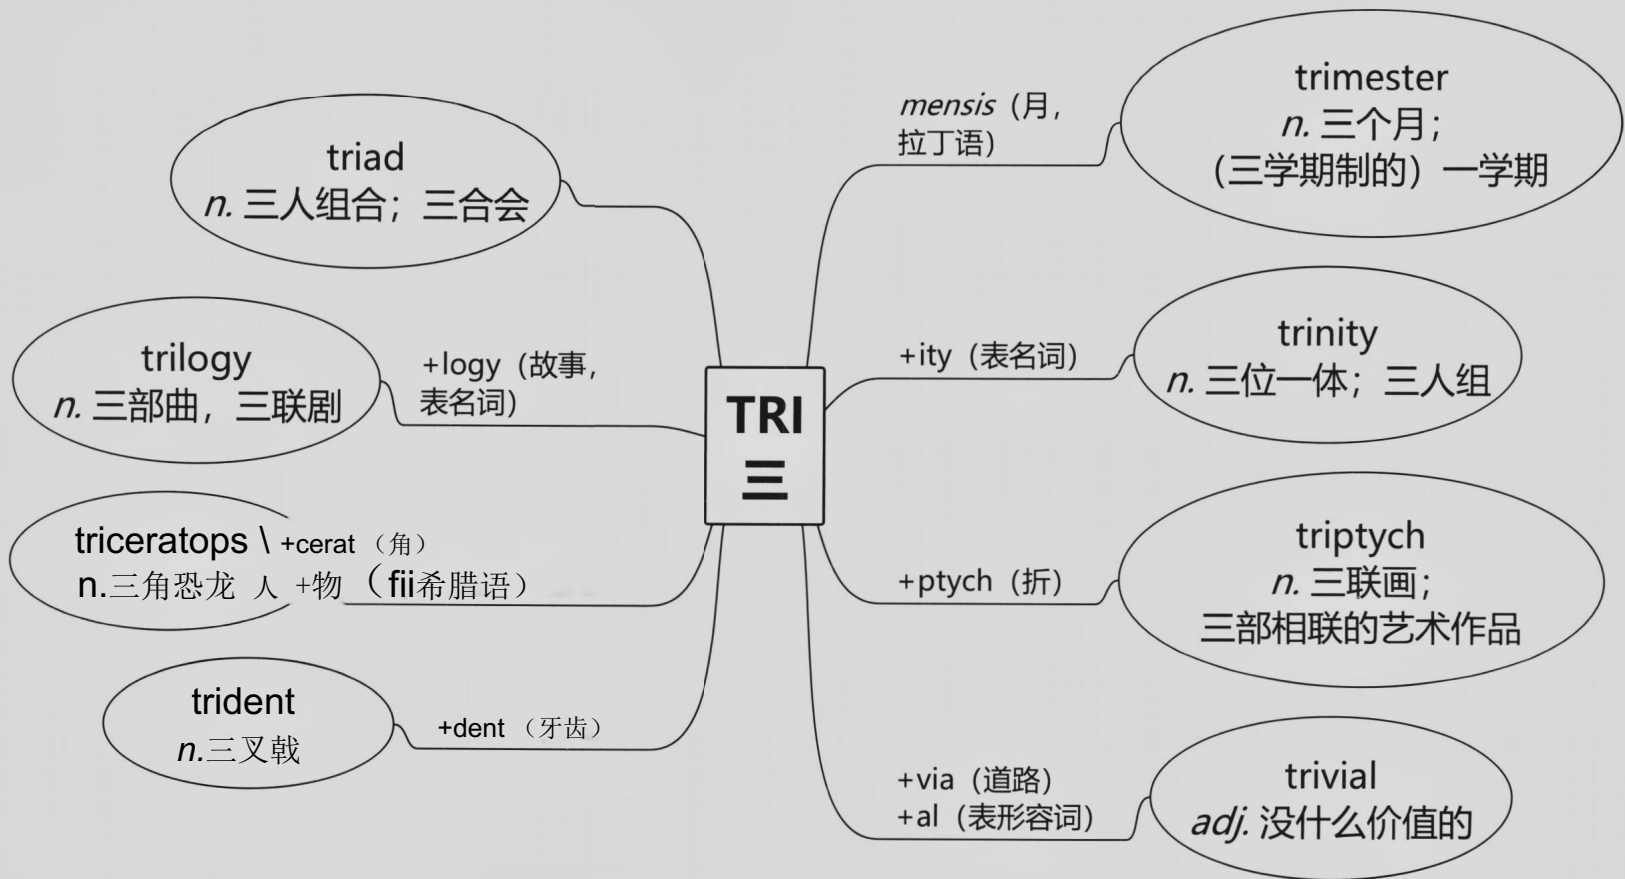 triad
n. 三人组合；三合会
trilogy
n. 三部曲，三联剧
+logy（故事，
表名词）
triceratops \ +cerat （角）
n.三角恐龙 人 +物 （fii希腊语）
trident
n.三叉戟
+dent （牙齿）
TRI
三
mensis（月，
拉丁语）
trimester
n. 三个月；
（三学期制的）一学期
+ity（表名词）
trinity
n. 三位一体；三人组
+ptych（折）
triptych
n. 三联画；
三部相联的艺术作品
+via（道路）
+al（表形容词）
trivial
adj. 没什么价值的